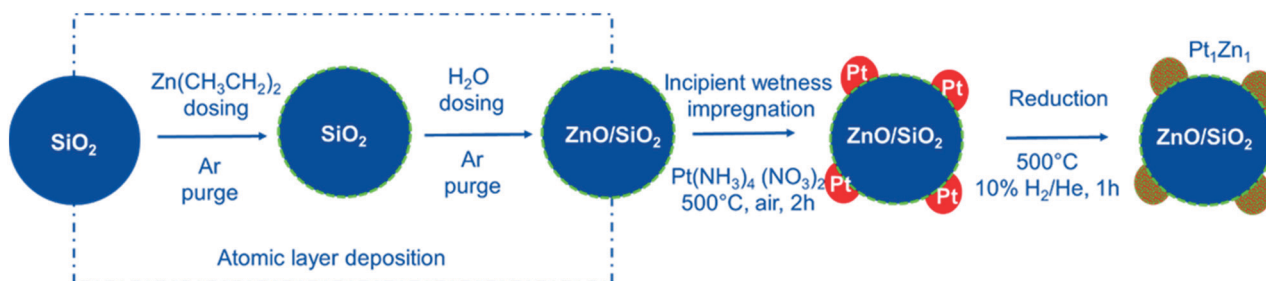 SiO₂
Zn(CH₃CH₂)₂
dosing
Ar
purge
SiO₂
H₂O
dosing
Ar
purge
ZnO/SiO₂
Incipient wetness
impregnation
Pt(NH₃)₄ (NO₃)₂
500°C, air, 2h
Pt
Pt
ZnO/SiO₂
Pt
Pt
Reduction
500°C
10% H₂/He, 1h
Pt₁Zn₁
ZnO/SiO₂
Atomic layer deposition